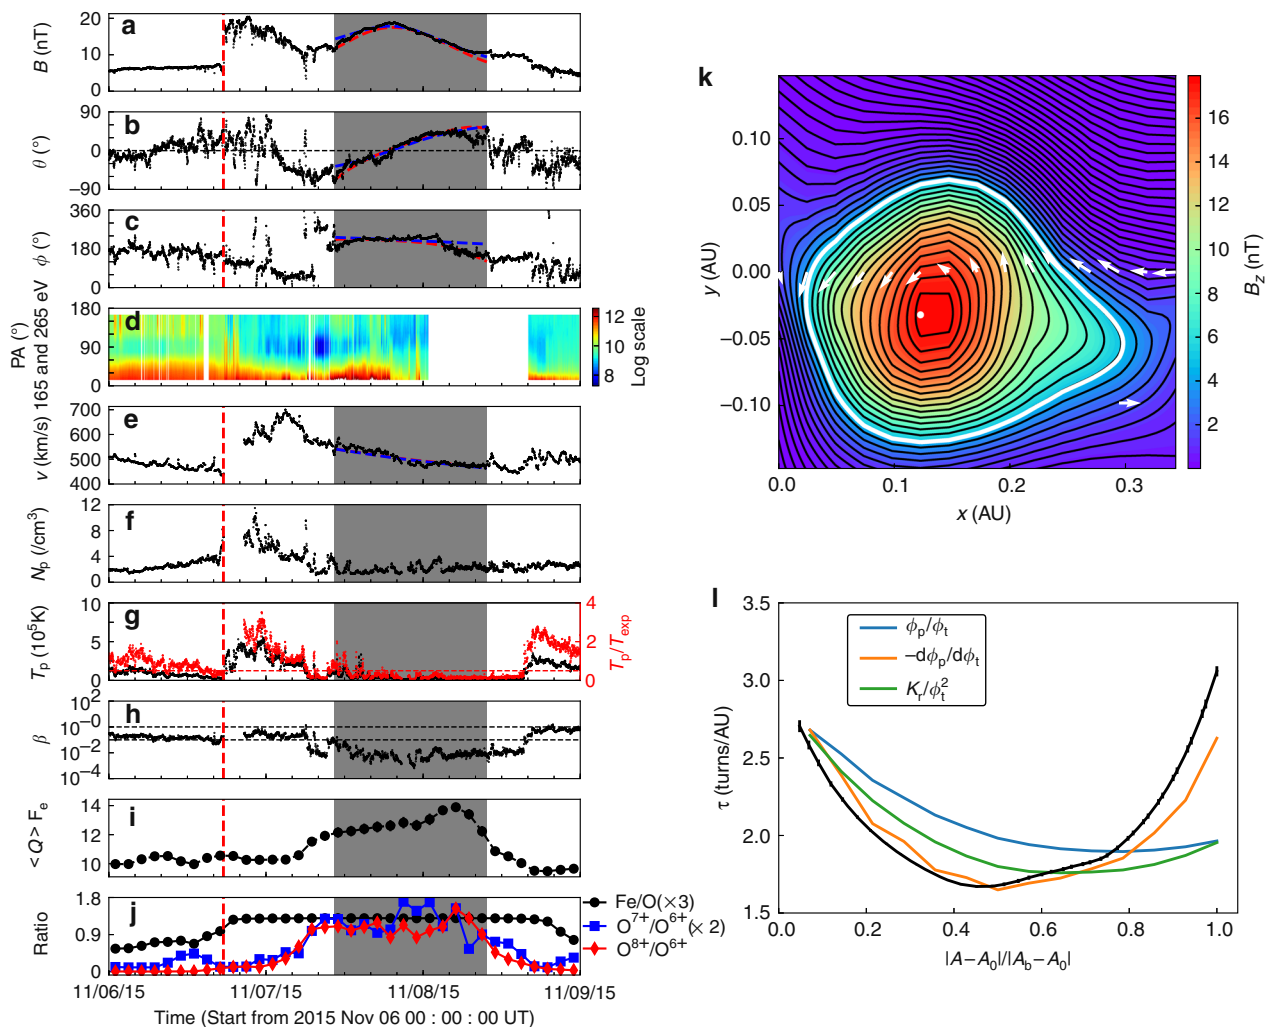 a
B (nT)
20
10
0
b
θ (°)
90
0
−90
c
ϕ (°)
360
180
0
d
PA (°)
165 and 265 eV
180
90
0
12
10
8
Log scale
e
v (km/s)
700
600
500
400
f
Np (/cm³)
12
8
4
0
g
Tp (10⁵K)
10
5
0
4
2
0
Tp/Texp
h
β
10²
10⁻⁰
10⁻²
10⁻⁴
i
<Q> Fe
14
12
10
j
Ratio
1.8
0.9
0
Fe/O(×3)
O⁷⁺/O⁶⁺(× 2)
O⁸⁺/O⁶⁺
11/06/15
11/07/15
11/08/15
11/09/15
Time (Start from 2015 Nov 06 00 : 00 : 00 UT)
k
y (AU)
0.10
0.05
0.00
−0.05
−0.10
0.0
0.1
0.2
0.3
x (AU)
16
14
12
10
8
6
4
2
Bz (nT)
l
τ (turns/AU)
3.5
3.0
2.5
2.0
1.5
ϕp/ϕt
−dϕp/dϕt
Kr/ϕt²
0.0
0.2
0.4
0.6
0.8
1.0
|A−A₀|/|Ab−A₀|